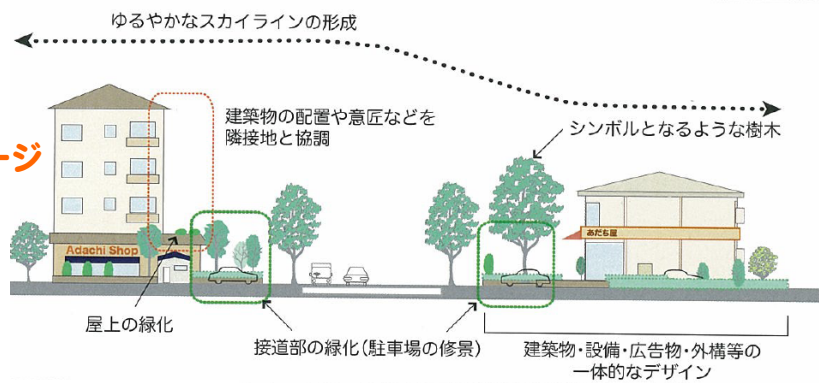 ゆるやかなスカイラインの形成
建築物の配置や意匠などを
隣接地と協調
シンボルとなるような樹木
ージ
Adachi Shop
あだち屋
屋上の緑化
接道部の緑化(駐車場の修景)
建築物・設備・広告物・外構等の
一体的なデザイン